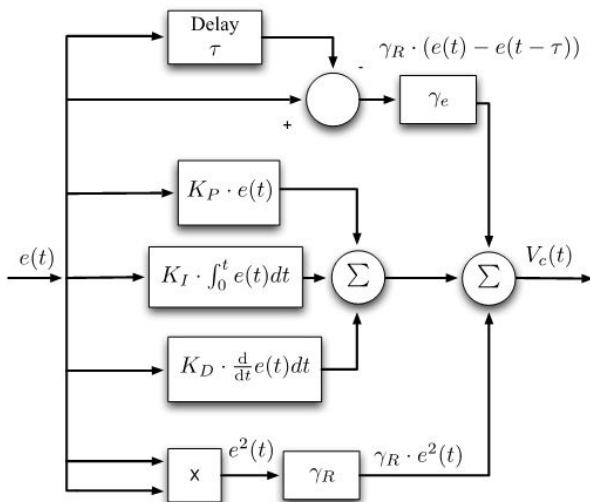 Delay
τ
-
γ_R · (e(t) − e(t − τ))
+
γ_e
K_P · e(t)
e(t)
K_I · ∫_0^t e(t)dt
Σ
Σ
V_c(t)
K_D · d/dt e(t)dt
x
e^2(t)
γ_R
γ_R · e^2(t)